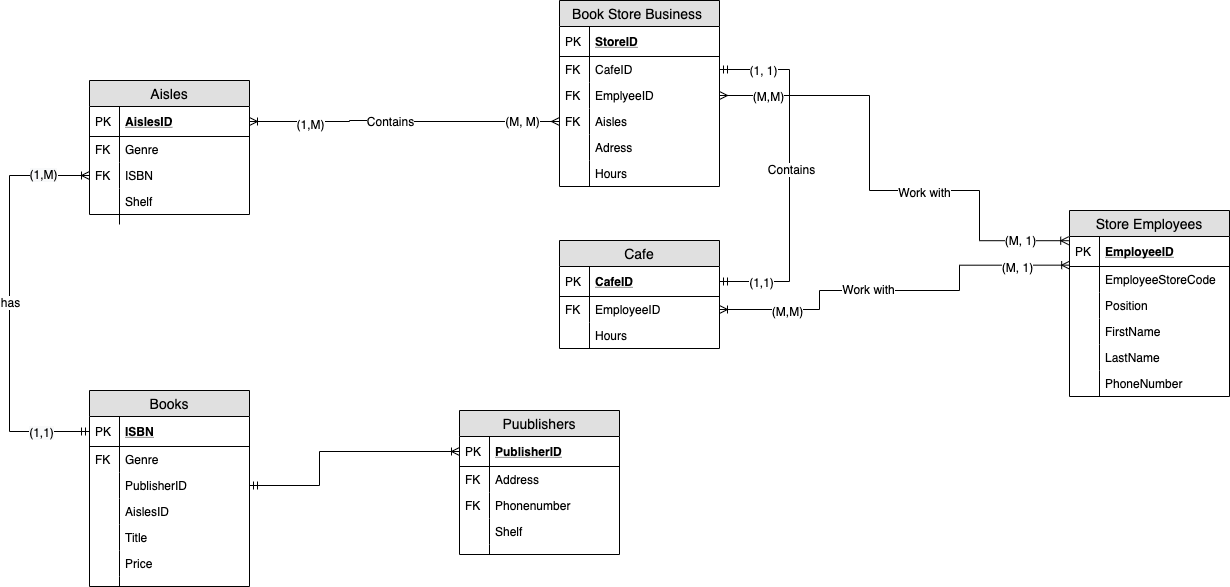 Book Store Business
PK StoreID
FK CafeID
FK EmplyeeID
FK Aisles
Adress
Hours
(1, 1)
(M,M)
Aisles
PK AislesID
FK Genre
FK ISBN
Shelf
(1,M)
Contains
(M, M)
(1,M)
Contains
Work with
Store Employees
PK EmployeeID
EmployeeStoreCode
Position
FirstName
LastName
PhoneNumber
(M, 1)
(M, 1)
Cafe
PK CafeID
FK EmployeeID
Hours
(1,1)
(M,M)
Work with
has
Books
PK ISBN
FK Genre
PublisherID
AislesID
Title
Price
(1,1)
Puublishers
PK PublisherID
FK Address
FK Phonenumber
Shelf